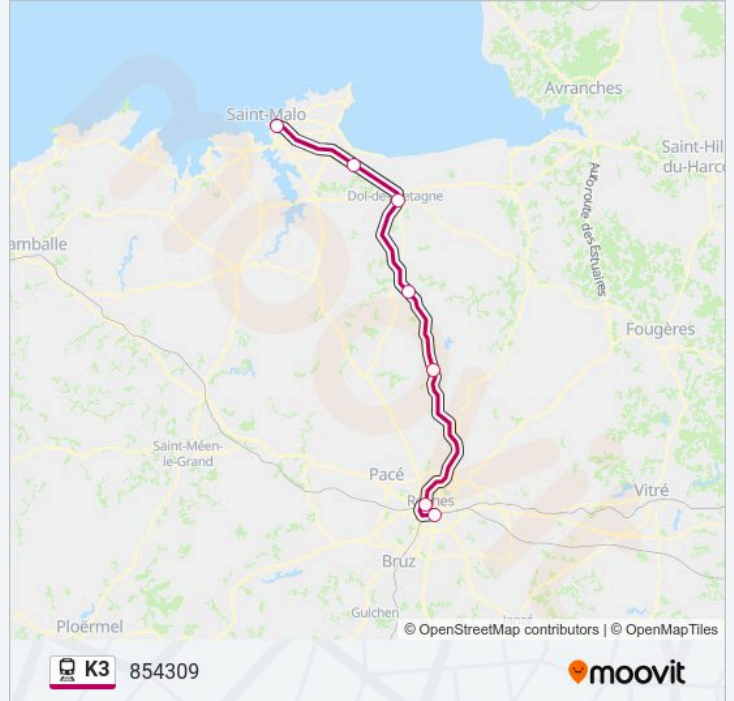 Avranches
Saint-Malo
Saint-Hil
du-Harc
Dol-de-Bretagne
Autoroute des Estuaires
amballe
Fougères
Saint-Méen-
le-Grand
Pacé
Rennes
Vitré
Bruz
Guichen
Ploërmel
© OpenStreetMap contributors | © OpenMapTiles
K3 854309
moovit